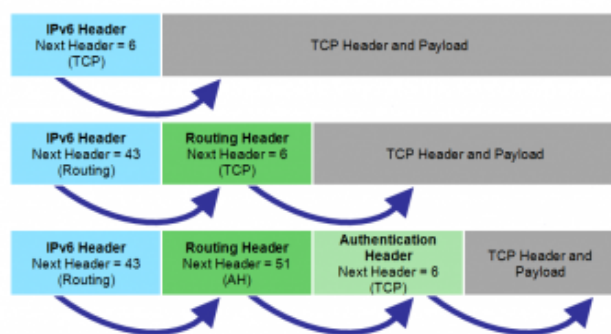 IPv6 Header
Next Header = 6
(TCP)
TCP Header and Payload
IPv6 Header
Next Header = 43
(Routing)
Routing Header
Next Header = 6
(TCP)
TCP Header and Payload
IPv6 Header
Next Header = 43
(Routing)
Routing Header
Next Header = 51
(AH)
Authentication
Header
Next Header = 6
(TCP)
TCP Header and
Payload